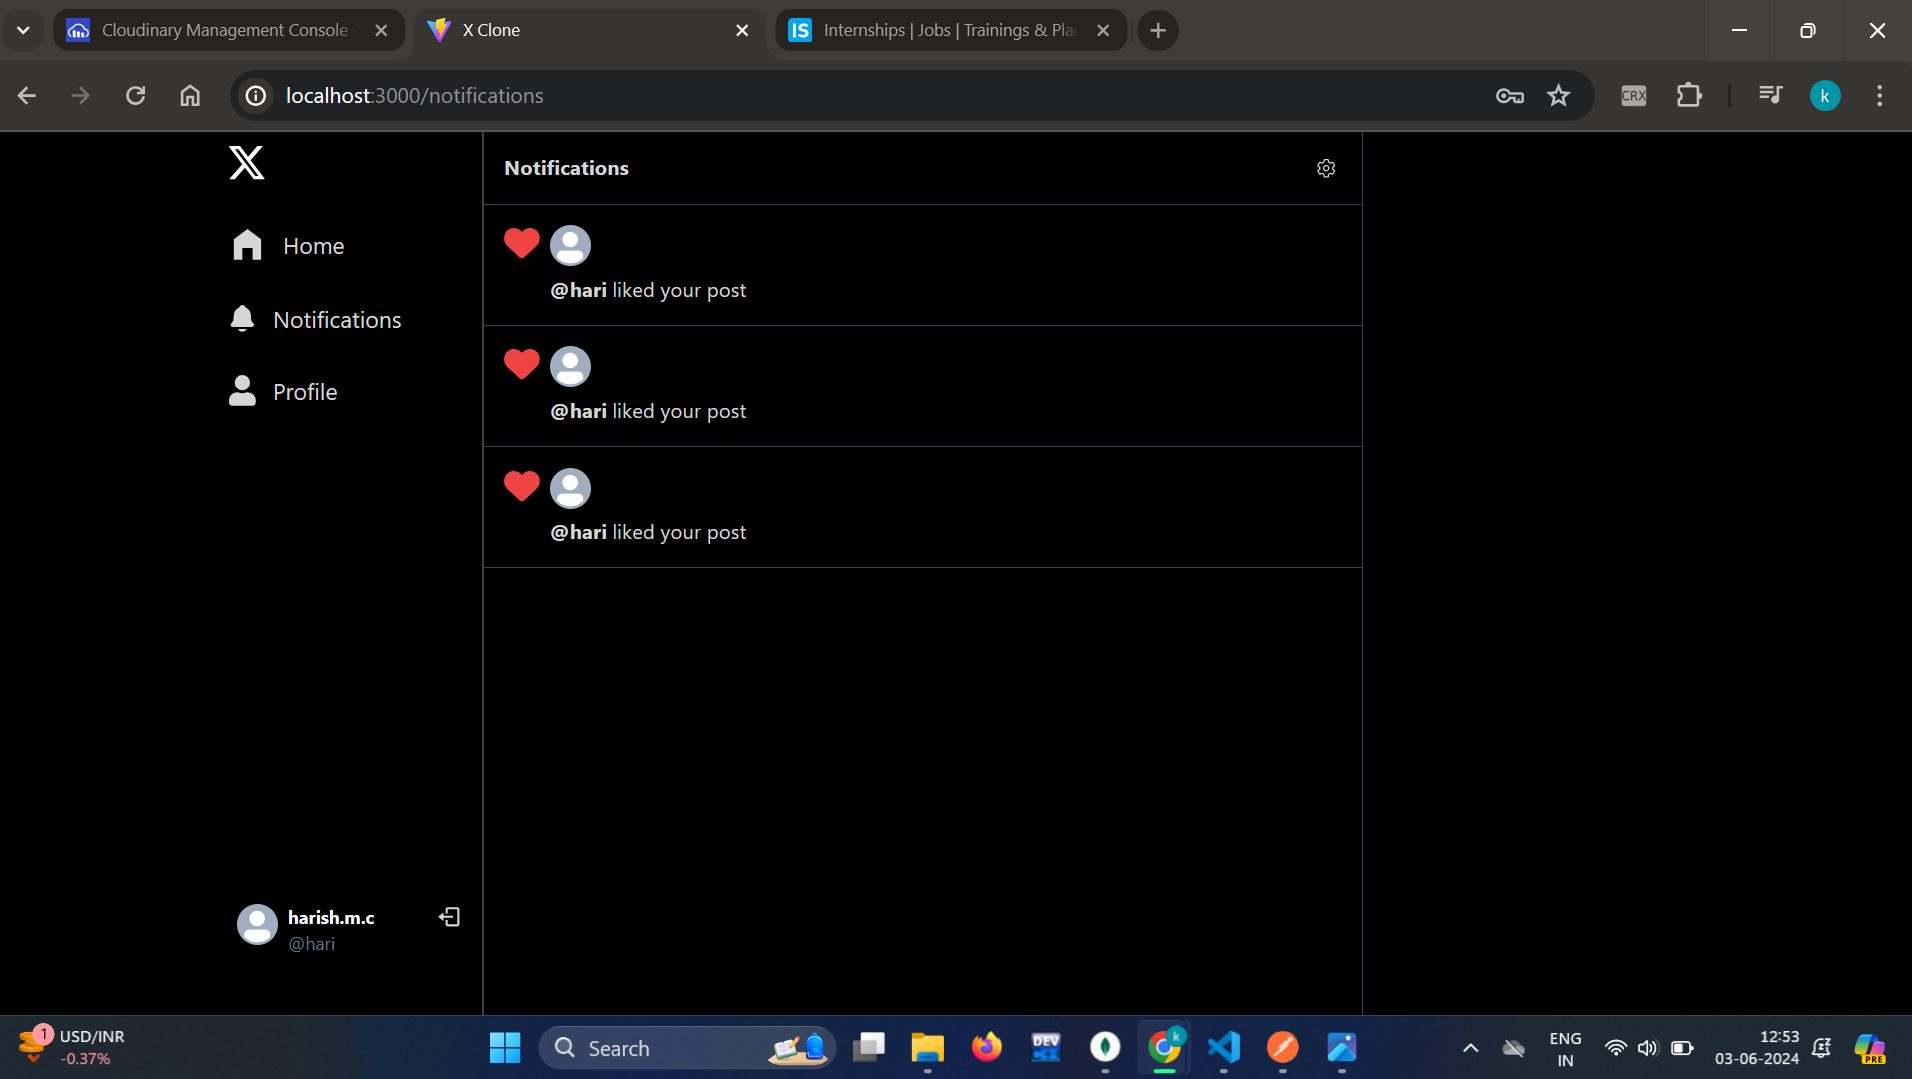 Cloudinary Management Console
X Clone
IS
Internships | Jobs | Trainings & Pla
localhost:3000/notifications
CRX
k
Notifications
Home
@hari liked your post
Notifications
@hari liked your post
Profile
@hari liked your post
harish.m.c
@hari
1
USD/INR
-0.37%
Search
DEV
k
ENG
IN
12:53
03-06-2024
PRE